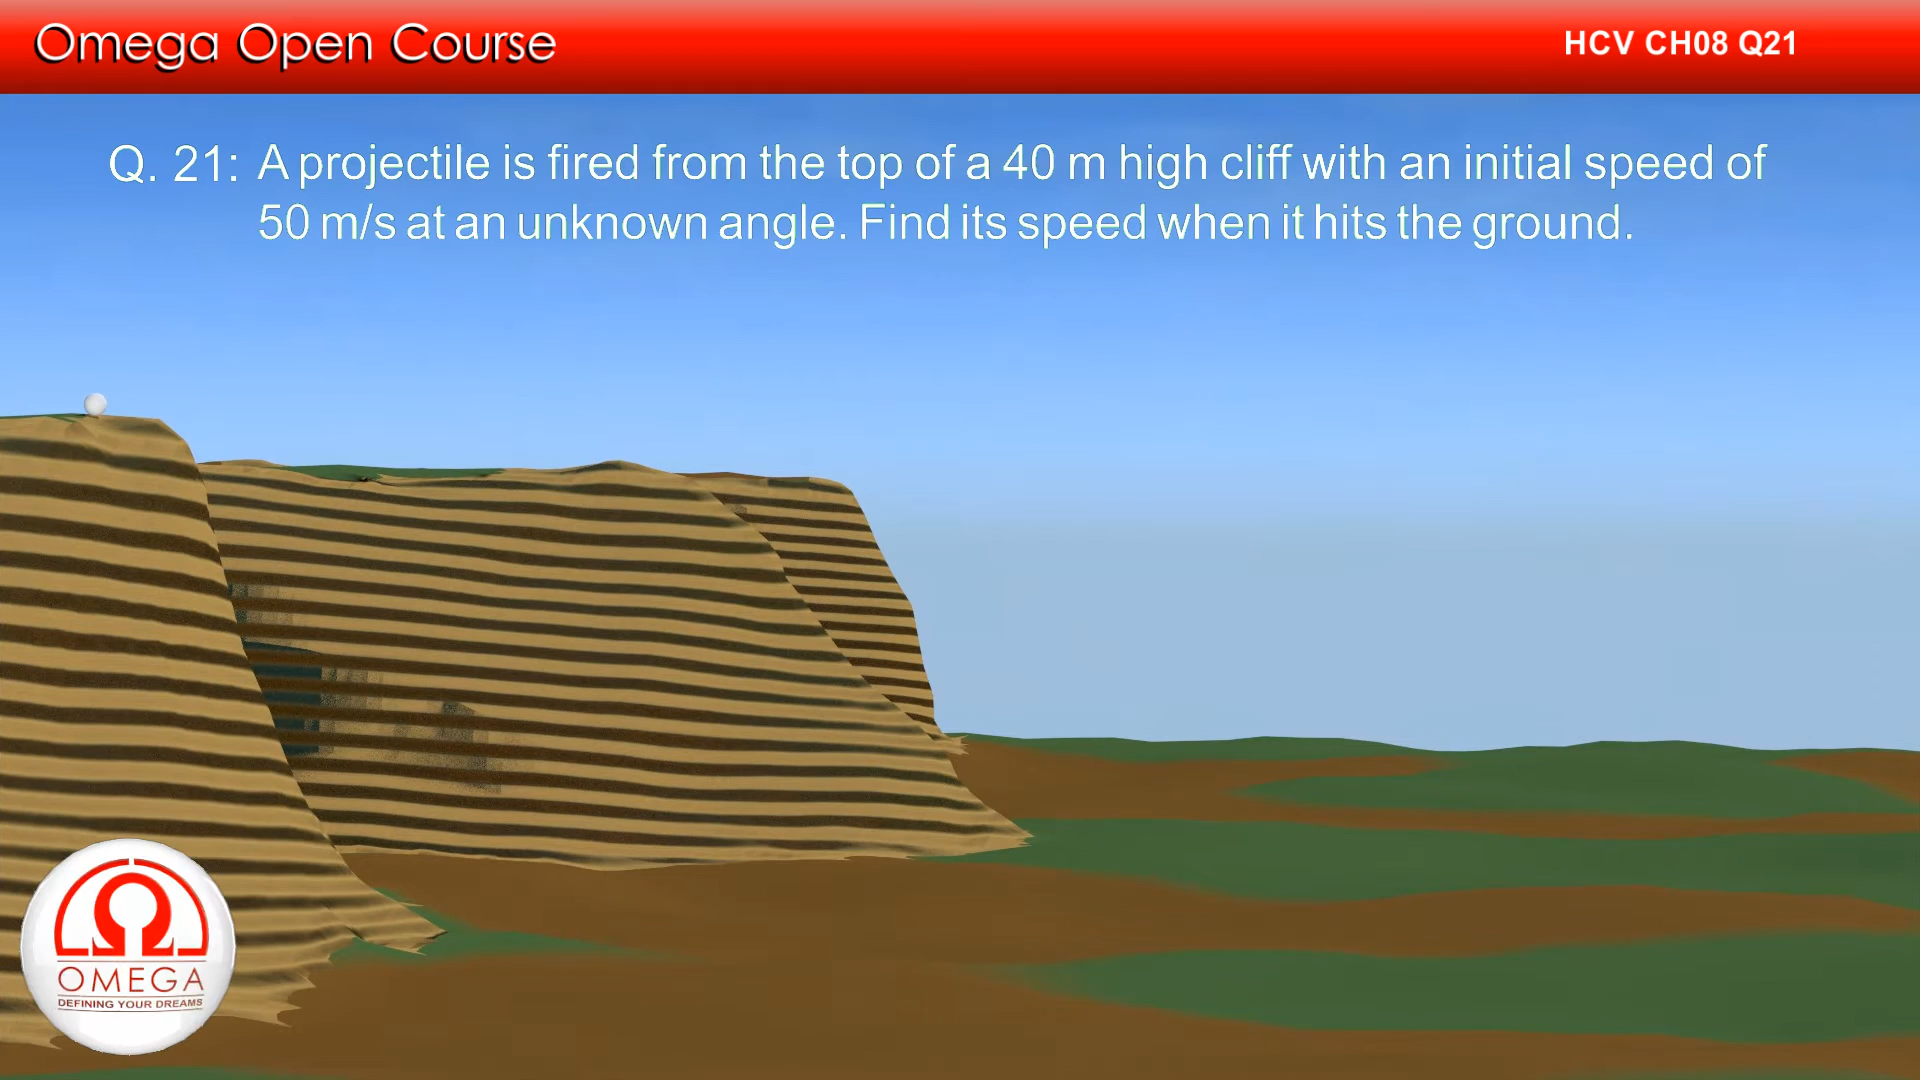 Omega Open Course
HCV CH08 Q21
Q. 21: A projectile is fired from the top of a 40 m high cliff with an initial speed of
50 m/s at an unknown angle. Find its speed when it hits the ground.
OMEGA
DEFINING YOUR DREAMS